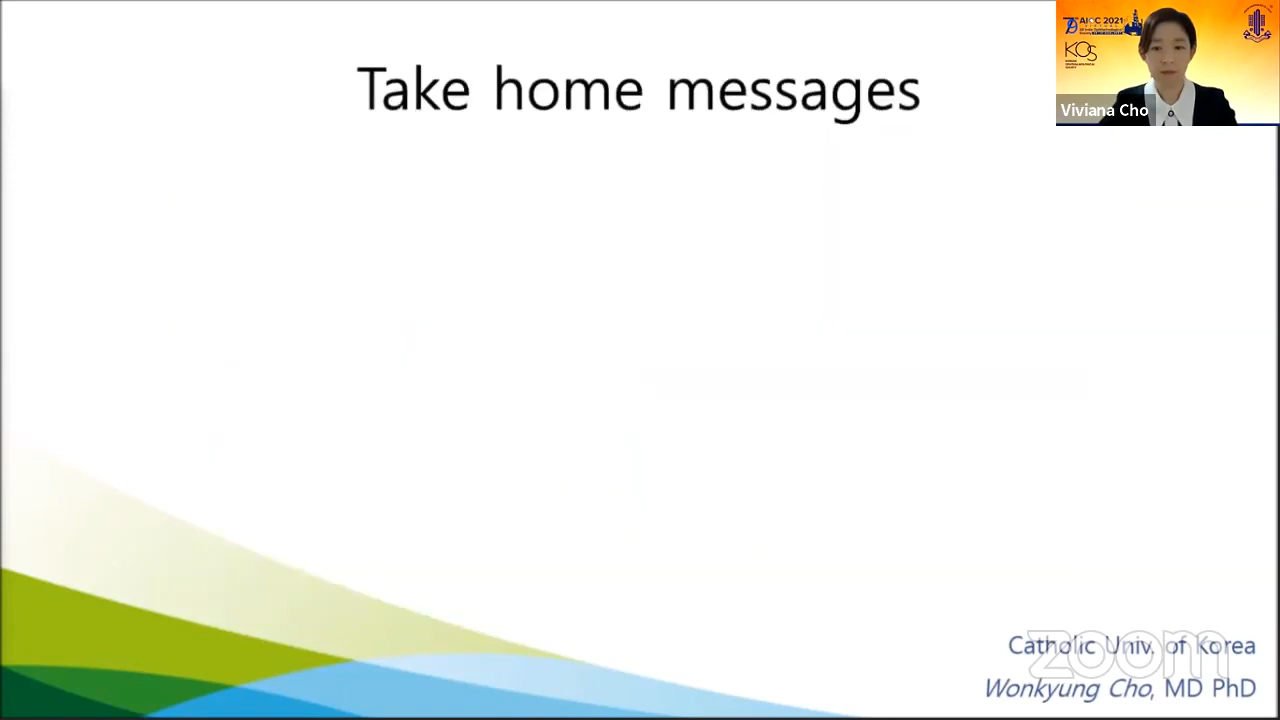 Take home messages
AIOC 2021
KOS
Viviana Cho
Catholic Univ. of Korea
zoom
Wonkyung Cho, MD PhD